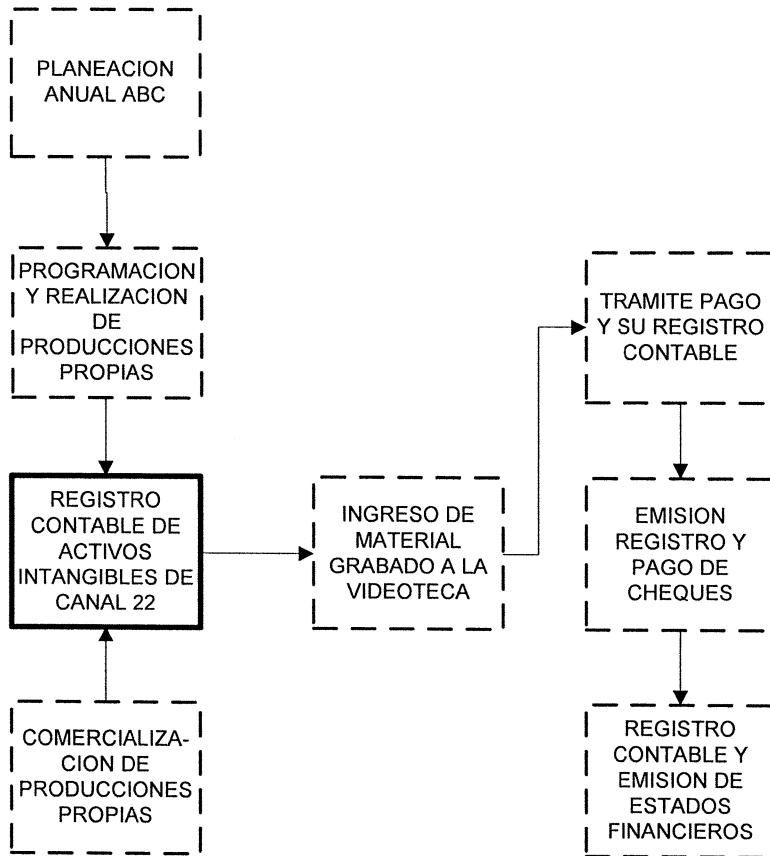 PLANEACION
ANUAL ABC
PROGRAMACION
Y REALIZACION
DE
PRODUCCIONES
PROPIAS
REGISTRO
CONTABLE DE
ACTIVOS
INTANGIBLES DE
CANAL 22
COMERCIALIZA-
CION DE
PRODUCCIONES
PROPIAS
INGRESO DE
MATERIAL
GRABADO A LA
VIDEOTECA
TRAMITE PAGO
Y SU REGISTRO
CONTABLE
EMISION
REGISTRO Y
PAGO DE
CHEQUES
REGISTRO
CONTABLE Y
EMISION DE
ESTADOS
FINANCIEROS